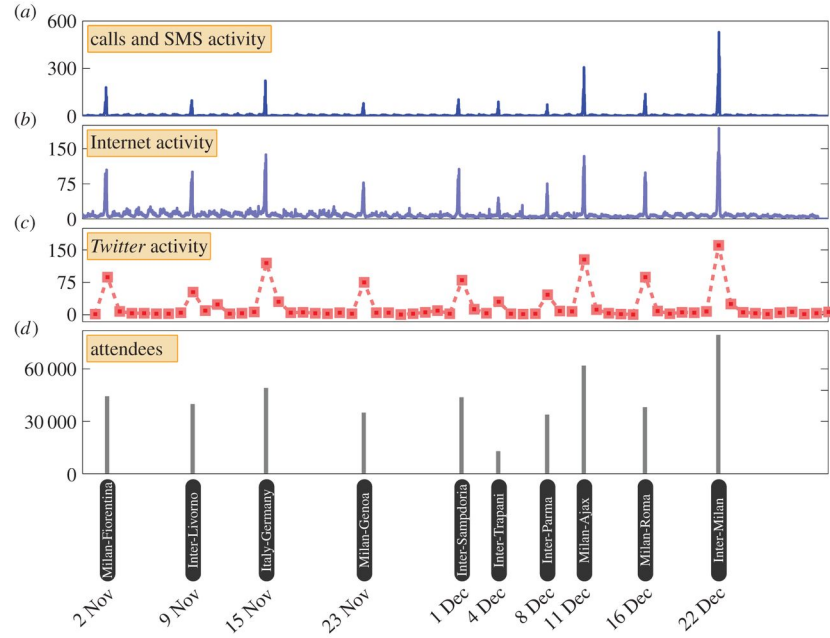 (a)
600
calls and SMS activity
300
0
(b)
Internet activity
150
75
0
(c)
Twitter activity
150
75
0
(d)
attendees
60 000
30 000
0
Milan-Fiorentina
Inter-Livorno
Italy-Germany
Milan-Genoa
Inter-Sampdoria
Inter-Trapani
Inter-Parma
Milan-Ajax
Milan-Roma
Inter-Milan
2 Nov
9 Nov
15 Nov
23 Nov
1 Dec
4 Dec
8 Dec
11 Dec
16 Dec
22 Dec